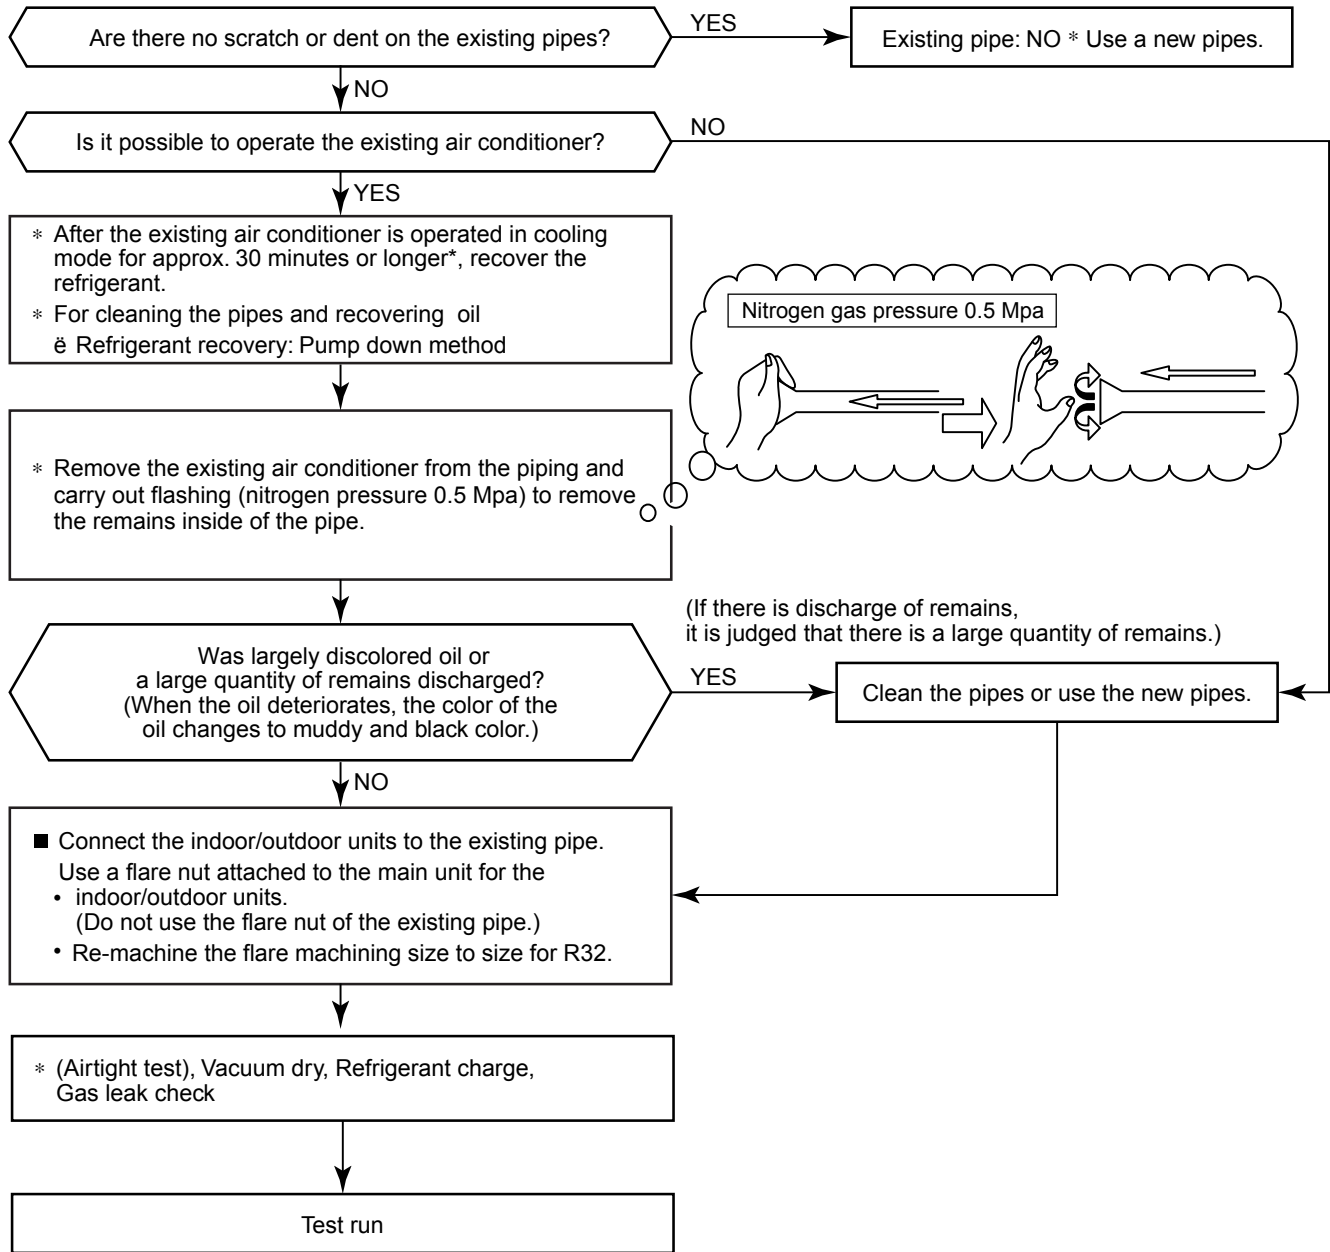 Are there no scratch or dent on the existing pipes?
YES
Existing pipe: NO * Use a new pipes.
NO
Is it possible to operate the existing air conditioner?
NO
YES
* After the existing air conditioner is operated in cooling
mode for approx. 30 minutes or longer*, recover the
refrigerant.
* For cleaning the pipes and recovering oil
ë Refrigerant recovery: Pump down method
Nitrogen gas pressure 0.5 Mpa
* Remove the existing air conditioner from the piping and
carry out flashing (nitrogen pressure 0.5 Mpa) to remove
the remains inside of the pipe.
(If there is discharge of remains,
it is judged that there is a large quantity of remains.)
Was largely discolored oil or
a large quantity of remains discharged?
(When the oil deteriorates, the color of the
oil changes to muddy and black color.)
YES
Clean the pipes or use the new pipes.
NO
■ Connect the indoor/outdoor units to the existing pipe.
Use a flare nut attached to the main unit for the
• indoor/outdoor units.
(Do not use the flare nut of the existing pipe.)
• Re-machine the flare machining size to size for R32.
* (Airtight test), Vacuum dry, Refrigerant charge,
Gas leak check
Test run